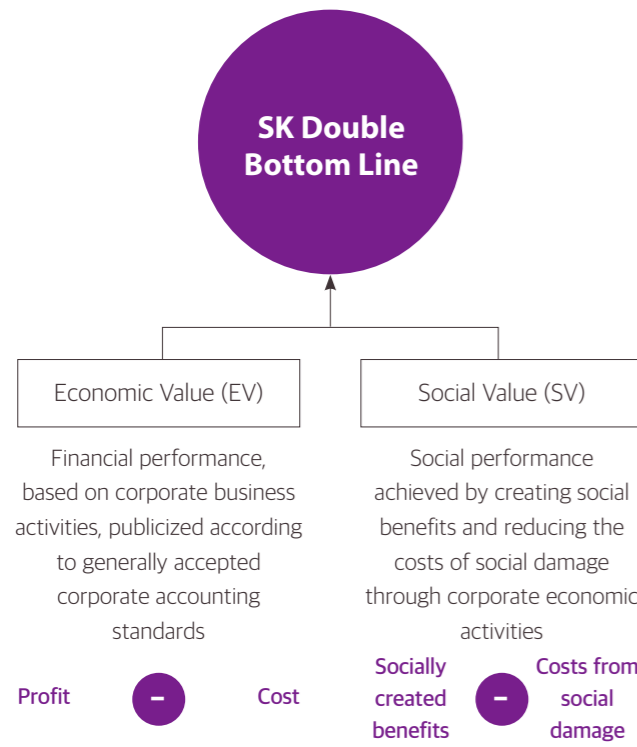 SK Double
Bottom Line
Economic Value (EV)
Financial performance,
based on corporate business
activities, publicized according
to generally accepted
corporate accounting
standards
Profit – Cost
Social Value (SV)
Social performance
achieved by creating social
benefits and reducing the
costs of social damage
through corporate economic
activities
Socially
created
benefits
–
Costs from
social
damage